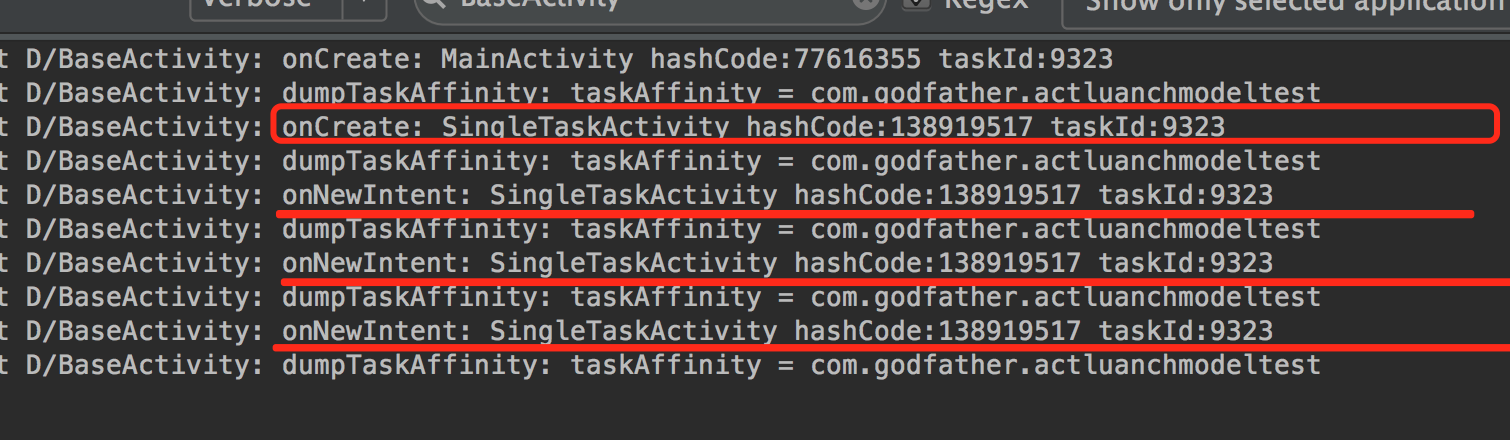 Verbose BaseActivity Regex Show only selected application
t D/BaseActivity: onCreate: MainActivity hashCode:77616355 taskId:9323
t D/BaseActivity: dumpTaskAffinity: taskAffinity = com.godfather.actluanchmodeltest
t D/BaseActivity: onCreate: SingleTaskActivity hashCode:138919517 taskId:9323
t D/BaseActivity: dumpTaskAffinity: taskAffinity = com.godfather.actluanchmodeltest
t D/BaseActivity: onNewIntent: SingleTaskActivity hashCode:138919517 taskId:9323
t D/BaseActivity: dumpTaskAffinity: taskAffinity = com.godfather.actluanchmodeltest
t D/BaseActivity: onNewIntent: SingleTaskActivity hashCode:138919517 taskId:9323
t D/BaseActivity: dumpTaskAffinity: taskAffinity = com.godfather.actluanchmodeltest
t D/BaseActivity: onNewIntent: SingleTaskActivity hashCode:138919517 taskId:9323
t D/BaseActivity: dumpTaskAffinity: taskAffinity = com.godfather.actluanchmodeltest